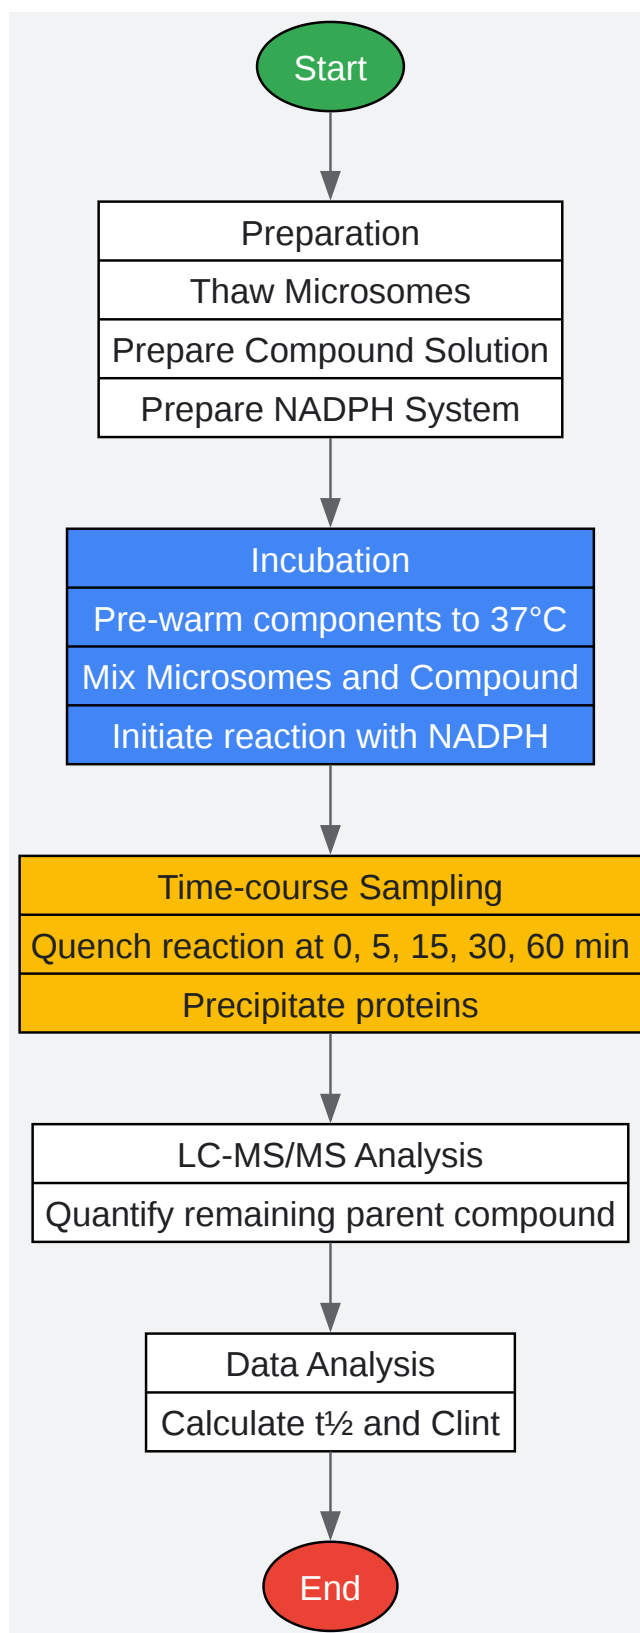 Start
Preparation
Thaw Microsomes
Prepare Compound Solution
Prepare NADPH System
Incubation
Pre-warm components to 37°C
Mix Microsomes and Compound
Initiate reaction with NADPH
Time-course Sampling
Quench reaction at 0, 5, 15, 30, 60 min
Precipitate proteins
LC-MS/MS Analysis
Quantify remaining parent compound
Data Analysis
Calculate t½ and Clint
End